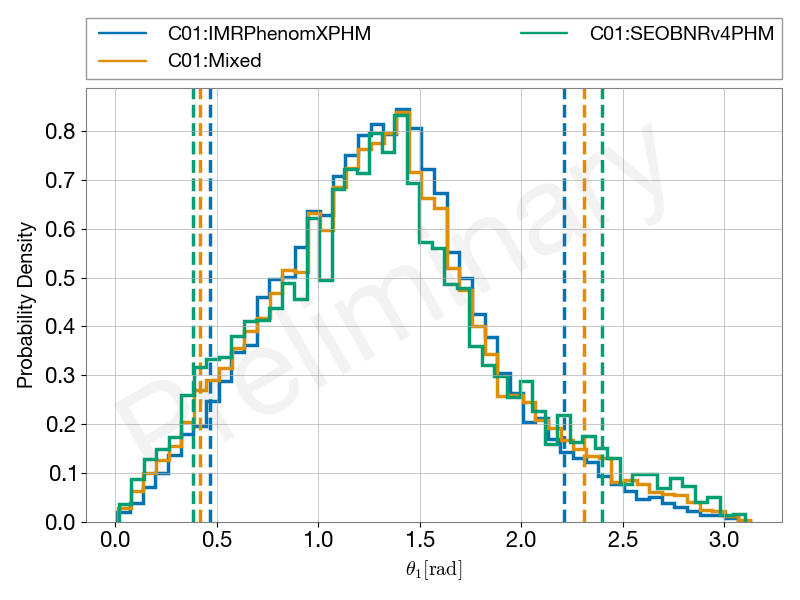 C01:IMRPhenomXPHM
C01:Mixed
C01:SEOBNRv4PHM
Probability Density
0.8
0.7
0.6
0.5
0.4
0.3
0.2
0.1
0.0
0.0 0.5 1.0 1.5 2.0 2.5 3.0
θ₁[rad]
Preliminary